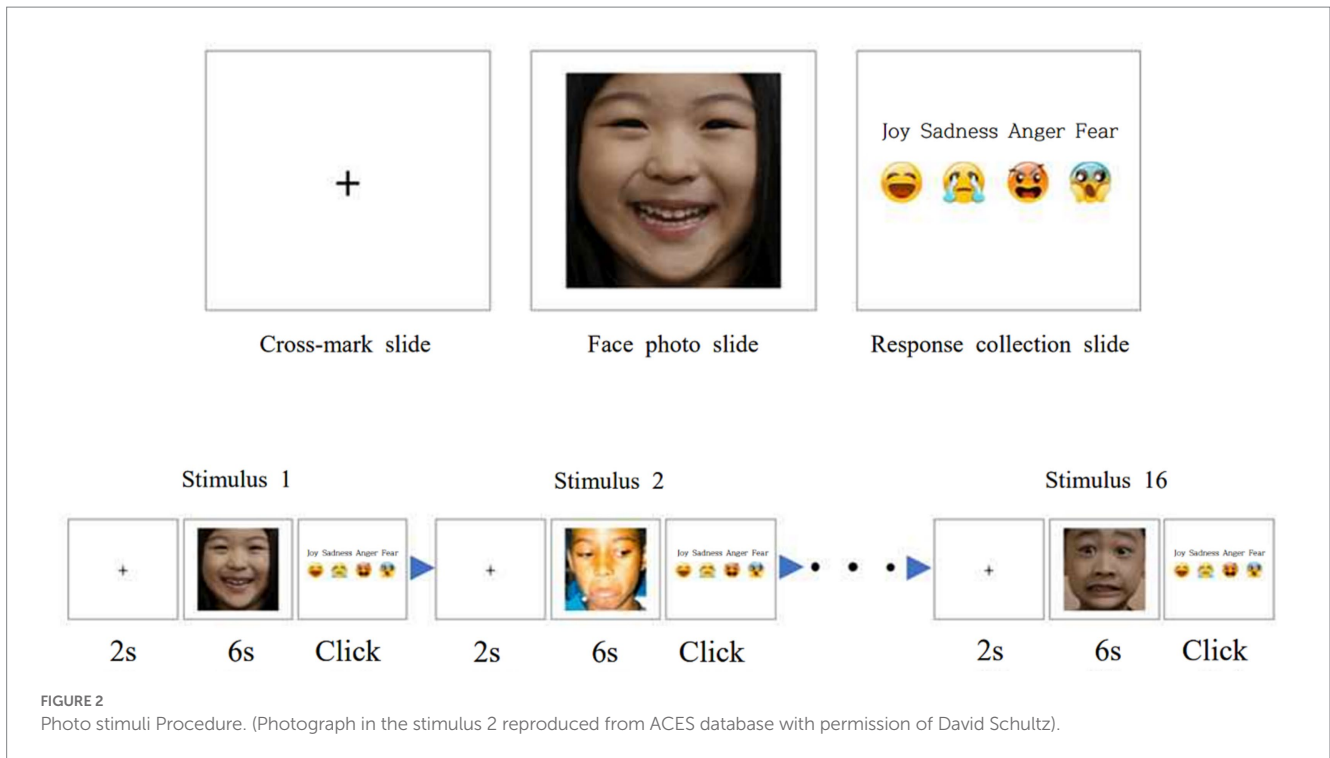 +
Joy Sadness Anger Fear
Cross-mark slide Face photo slide Response collection slide
Stimulus 1 Stimulus 2 Stimulus 16
+ Joy Sadness Anger Fear + Joy Sadness Anger Fear • • • + Joy Sadness Anger Fear
2s 6s Click 2s 6s Click 2s 6s Click
FIGURE 2
Photo stimuli Procedure. (Photograph in the stimulus 2 reproduced from ACES database with permission of David Schultz).